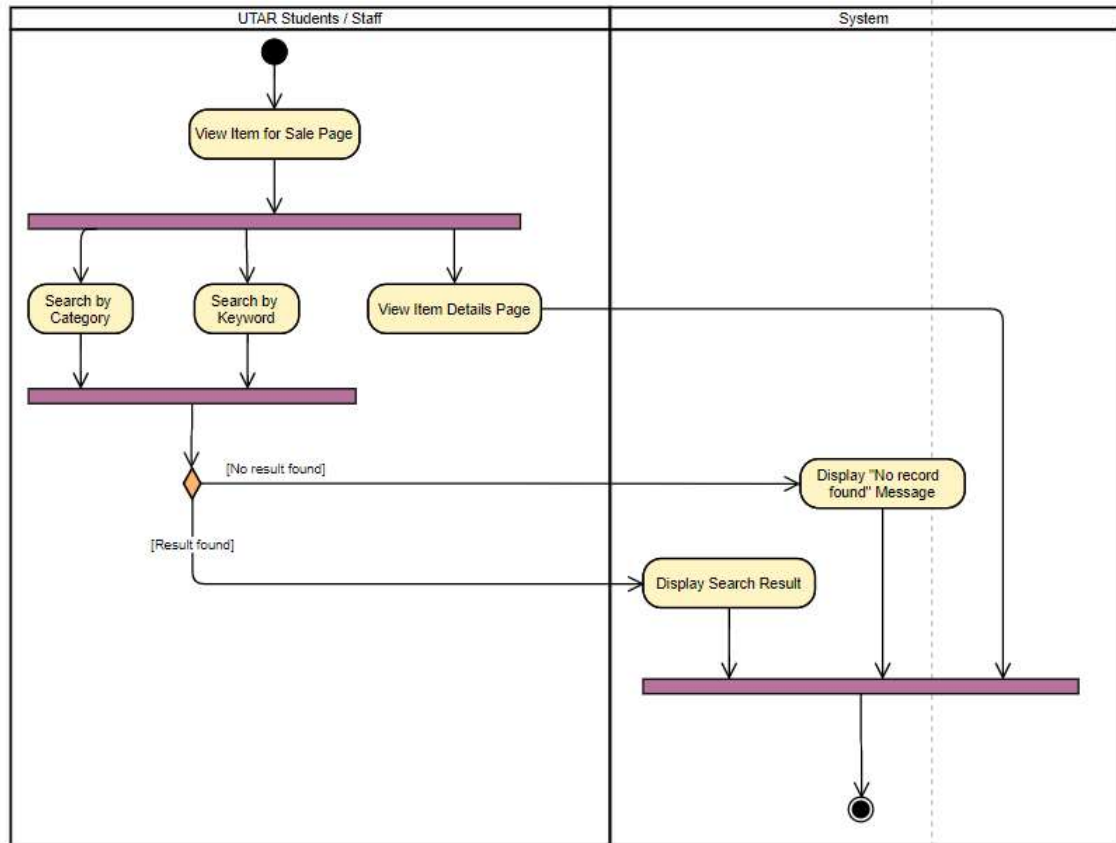 UTAR Students / Staff
System
View Item for Sale Page
Search by
Category
Search by
Keyword
View Item Details Page
[No result found]
Display "No record
found" Message
[Result found]
Display Search Result